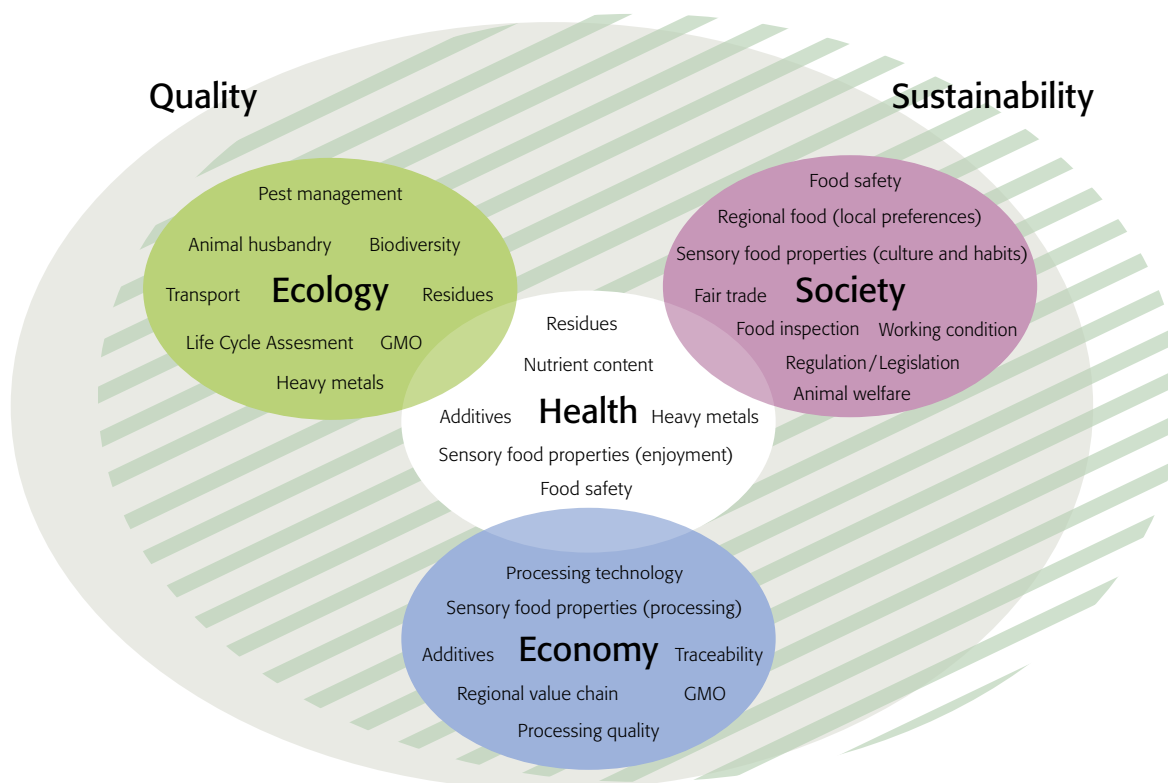 Quality
Sustainability
Pest management
Animal husbandry
Biodiversity
Transport
Ecology
Residues
Life Cycle Assesment
GMO
Heavy metals
Food safety
Regional food (local preferences)
Sensory food properties (culture and habits)
Fair trade
Society
Food inspection
Working condition
Regulation/Legislation
Animal welfare
Residues
Nutrient content
Additives
Health
Heavy metals
Sensory food properties (enjoyment)
Food safety
Processing technology
Sensory food properties (processing)
Additives
Economy
Traceability
Regional value chain
GMO
Processing quality